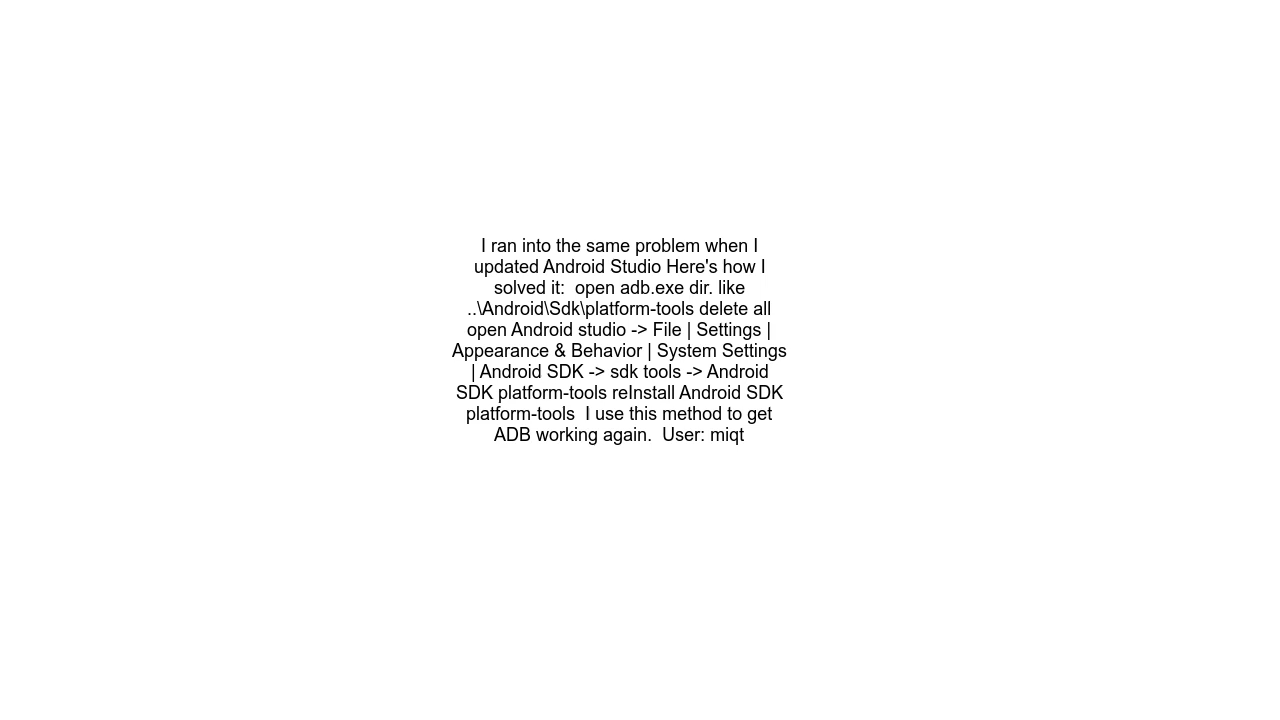 I ran into the same problem when I
updated Android Studio Here's how I
solved it:  open adb.exe dir. like
..\Android\Sdk\platform-tools delete all
open Android studio -> File | Settings |
Appearance & Behavior | System Settings
| Android SDK -> sdk tools -> Android
SDK platform-tools reInstall Android SDK
platform-tools  I use this method to get
ADB working again.  User: miqt